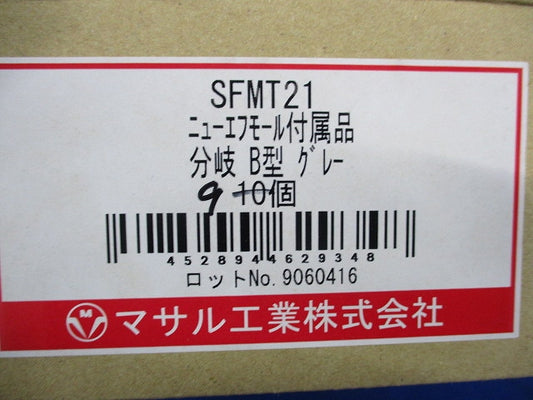 SFMT21
ﾆｭｰｴﾌﾓｰﾙ付属品
分岐 B型 ｸﾞﾚｰ
9 10個
4528944629348
ロットNo.9060416
M マサル工業株式会社